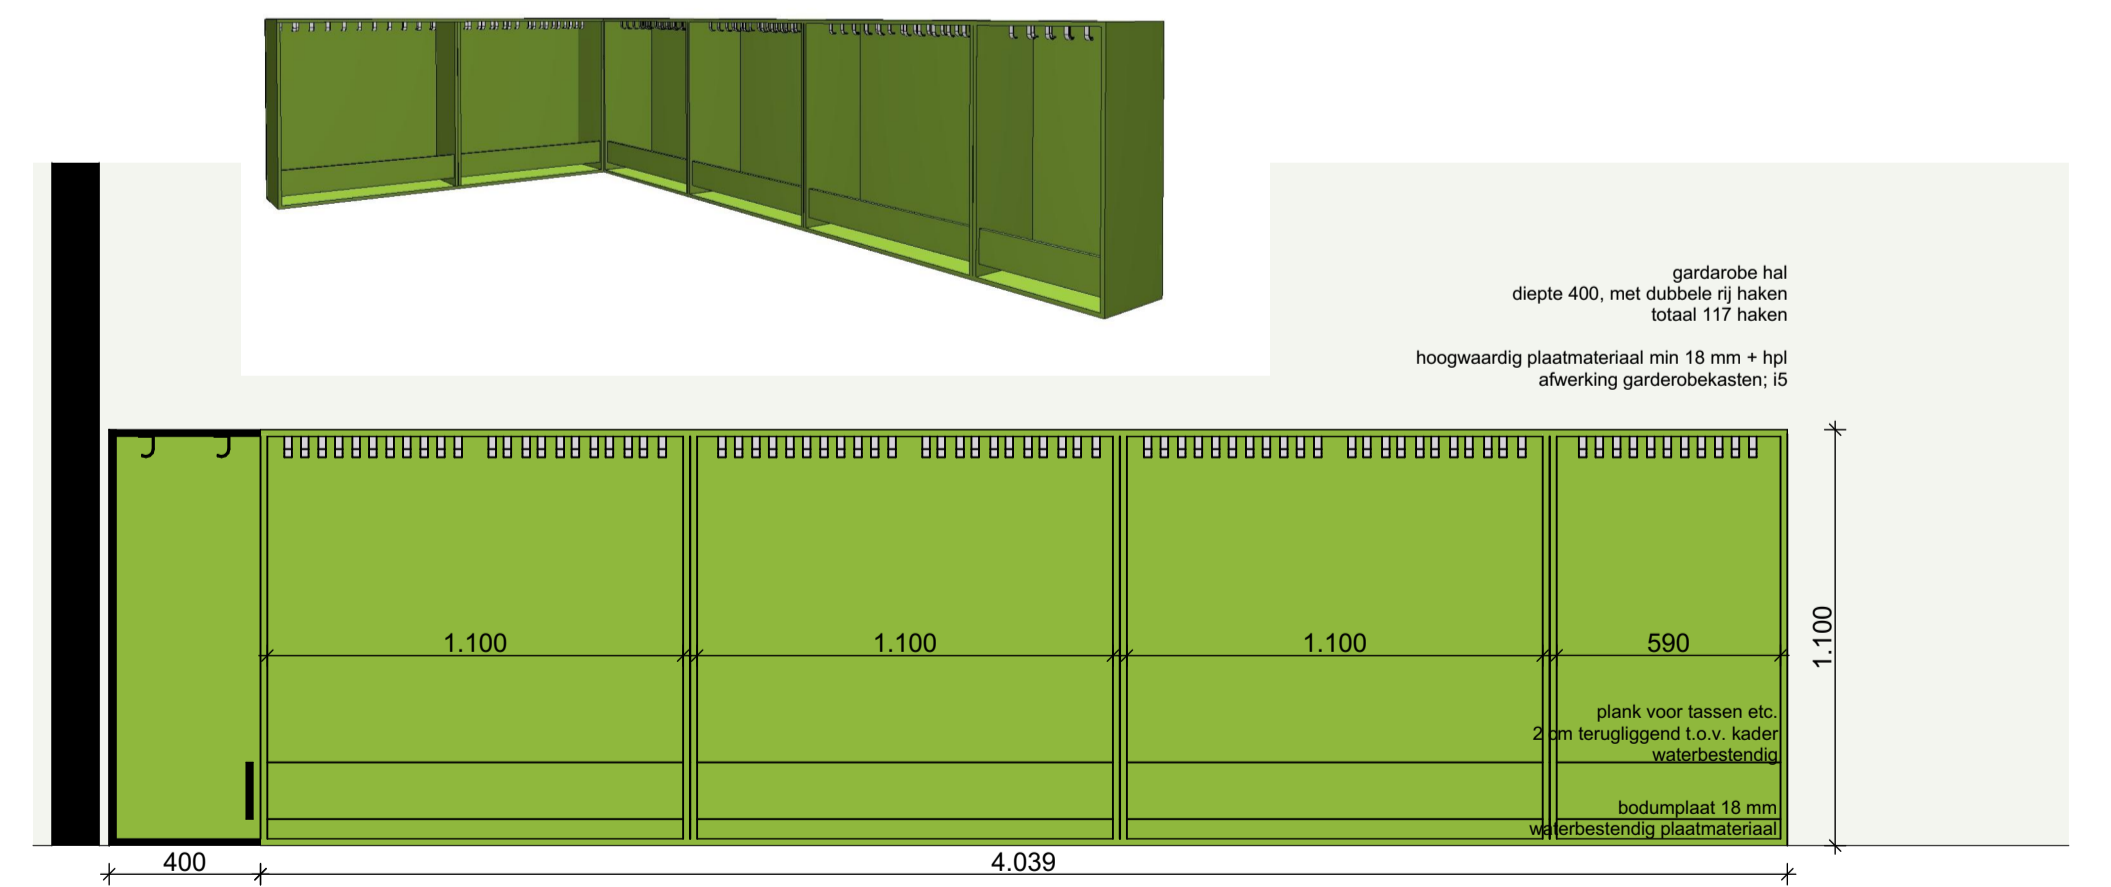 gardarobe hal
diepte 400, met dubbele rij haken
totaal 117 haken
hoogwaardig plaatmateriaal min 18 mm + hpl
afwerking garderobekasten; i5
1.100
1.100
1.100
590
1.100
plank voor tassen etc.
2 cm terugliggend t.o.v. kader
waterbestendig
bodumplaat 18 mm
waterbestendig plaatmateriaal
400
4.039